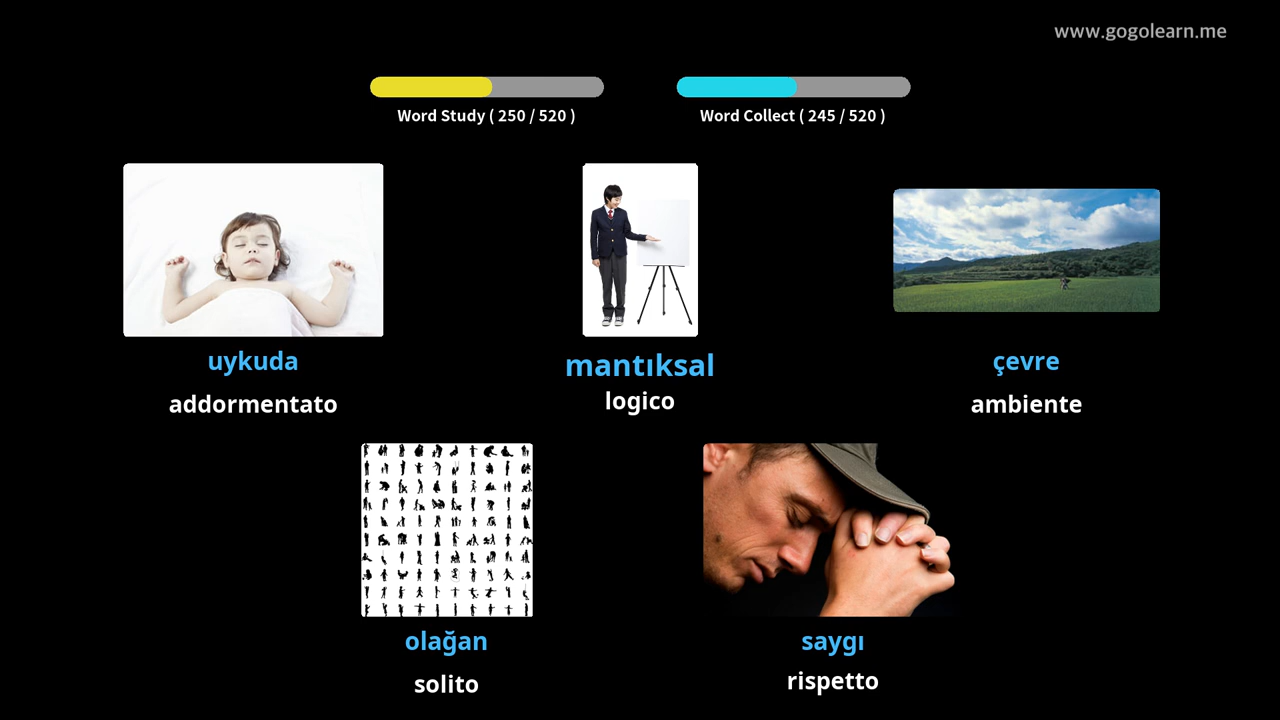 www.gogolearn.me
Word Study ( 250 / 520 )
Word Collect ( 245 / 520 )
uykuda
addormentato
mantıksal
logico
çevre
ambiente
olağan
solito
saygı
rispetto